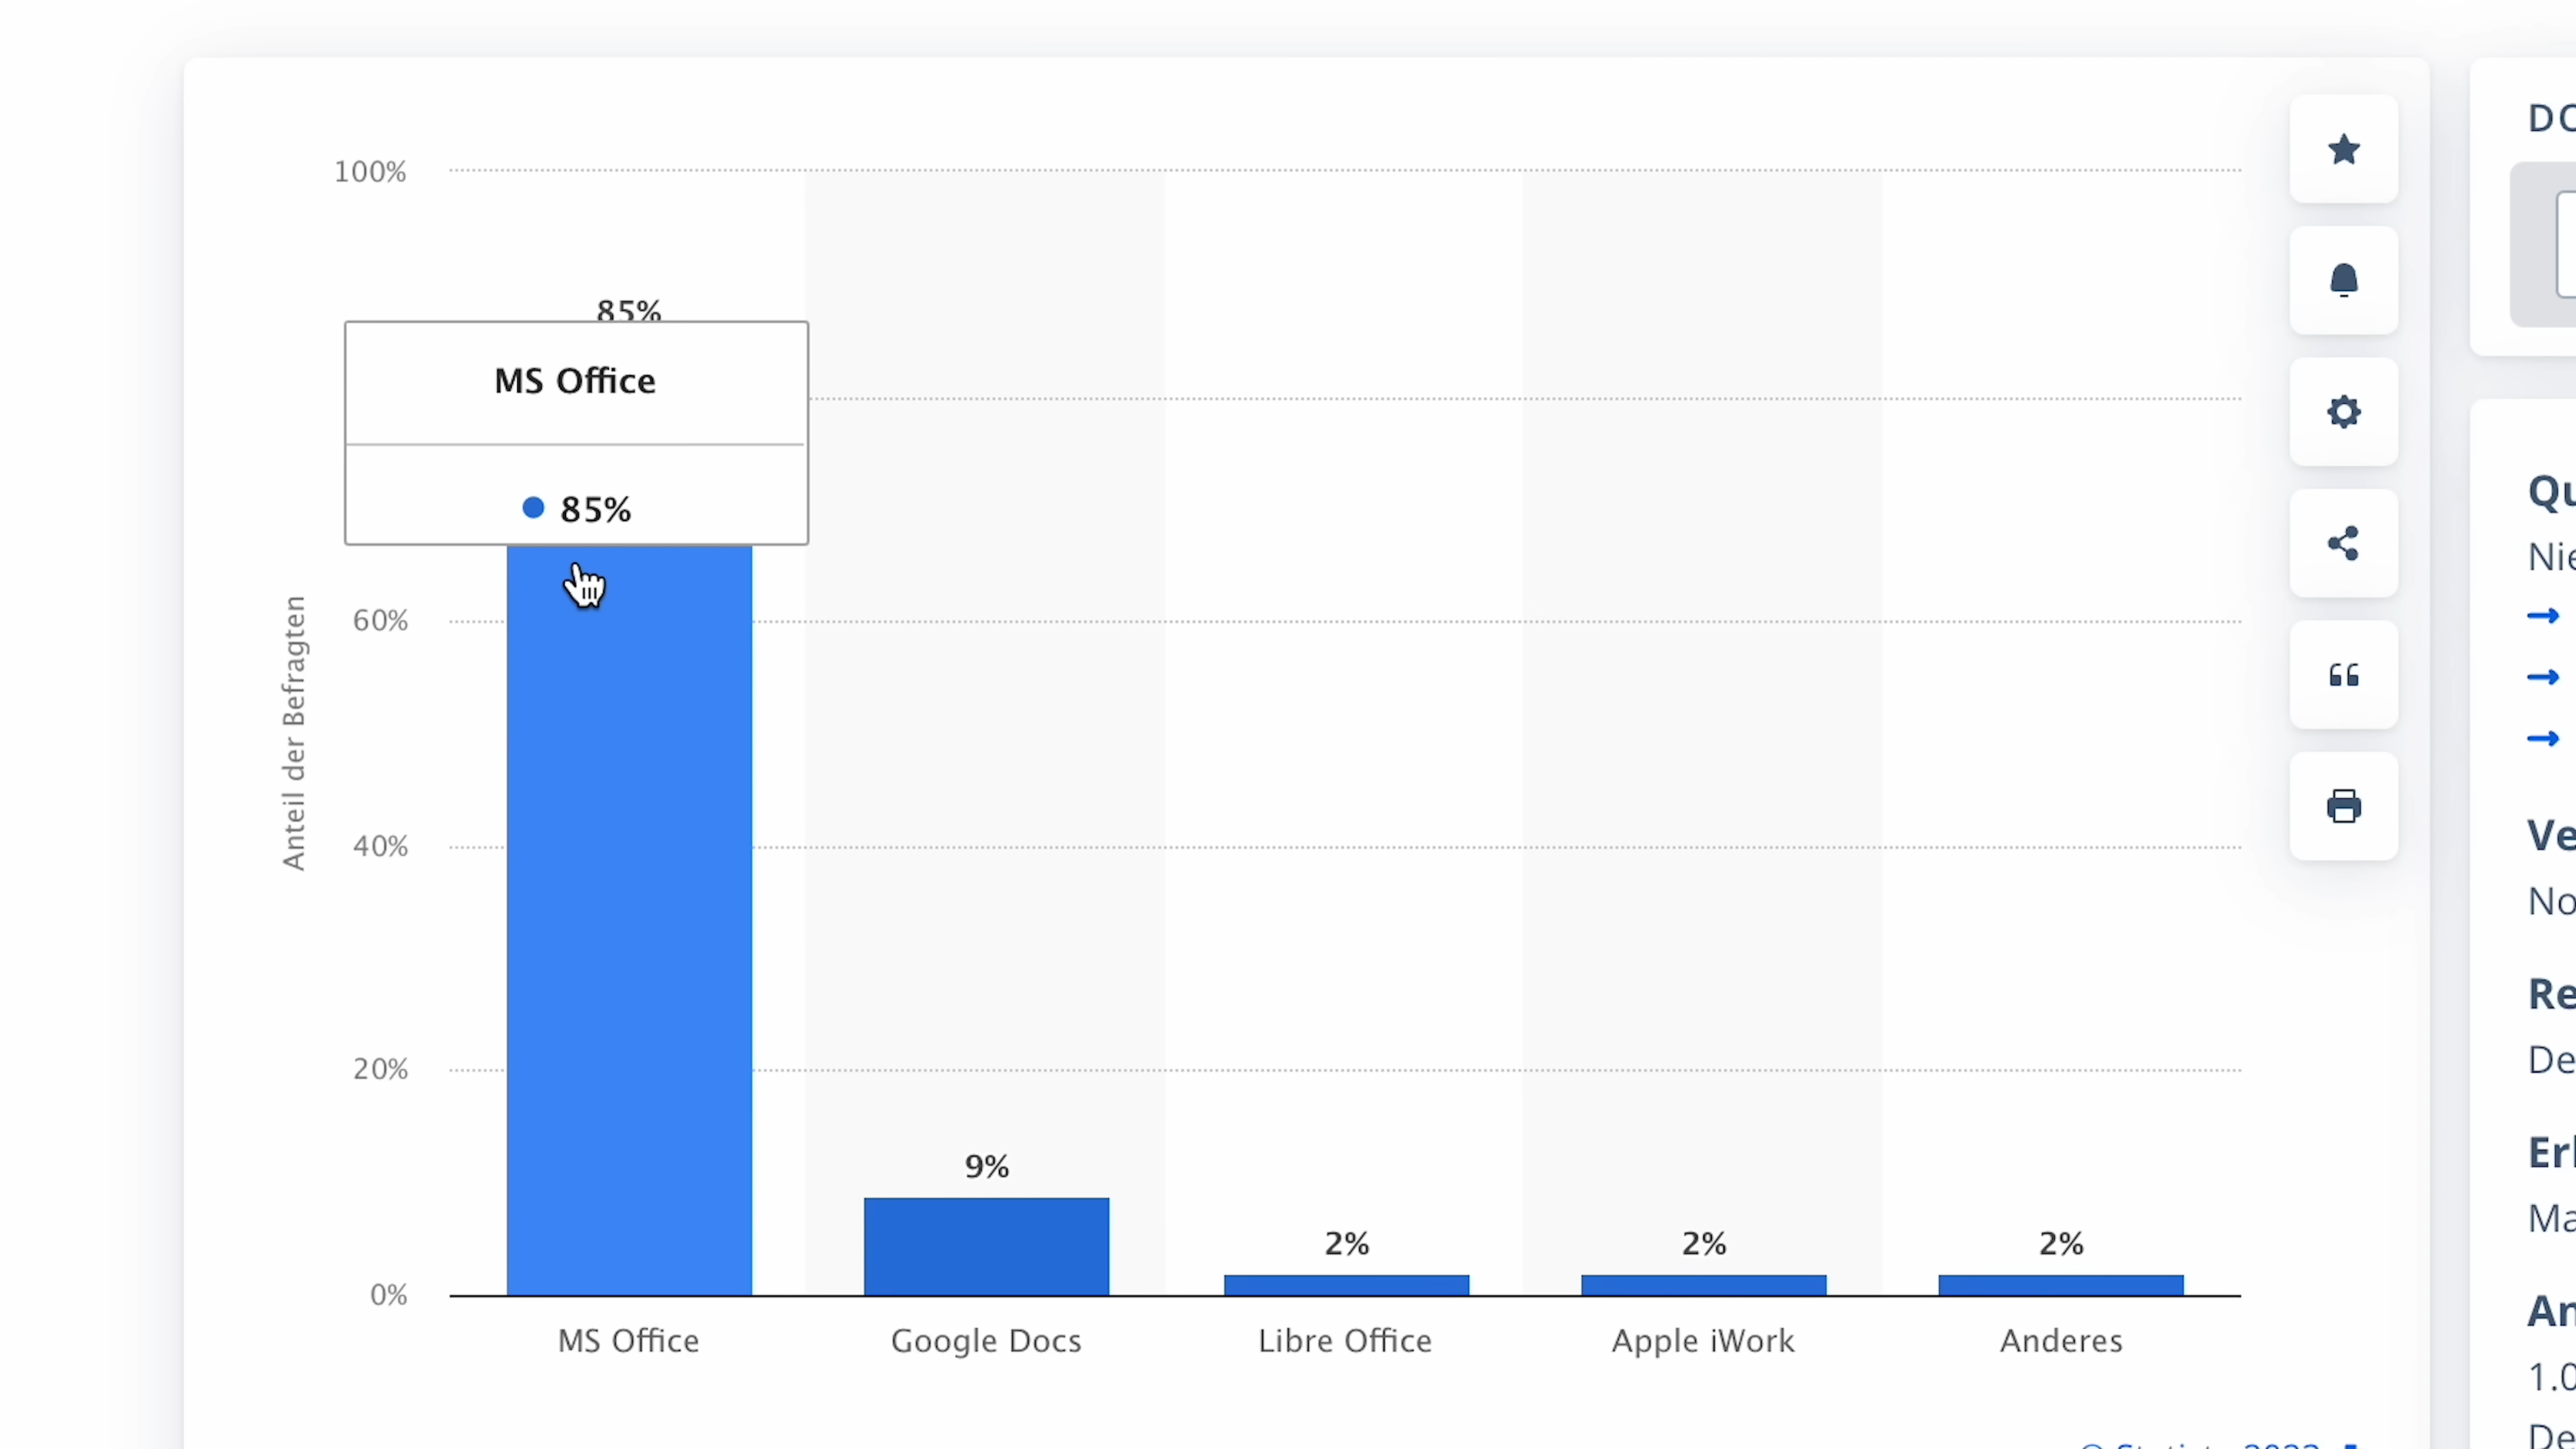 100%
85%
MS Office
85%
60%
40%
20%
0%
Anteil der Befragten
9%
2%
2%
2%
MS Office
Google Docs
Libre Office
Apple iWork
Anderes